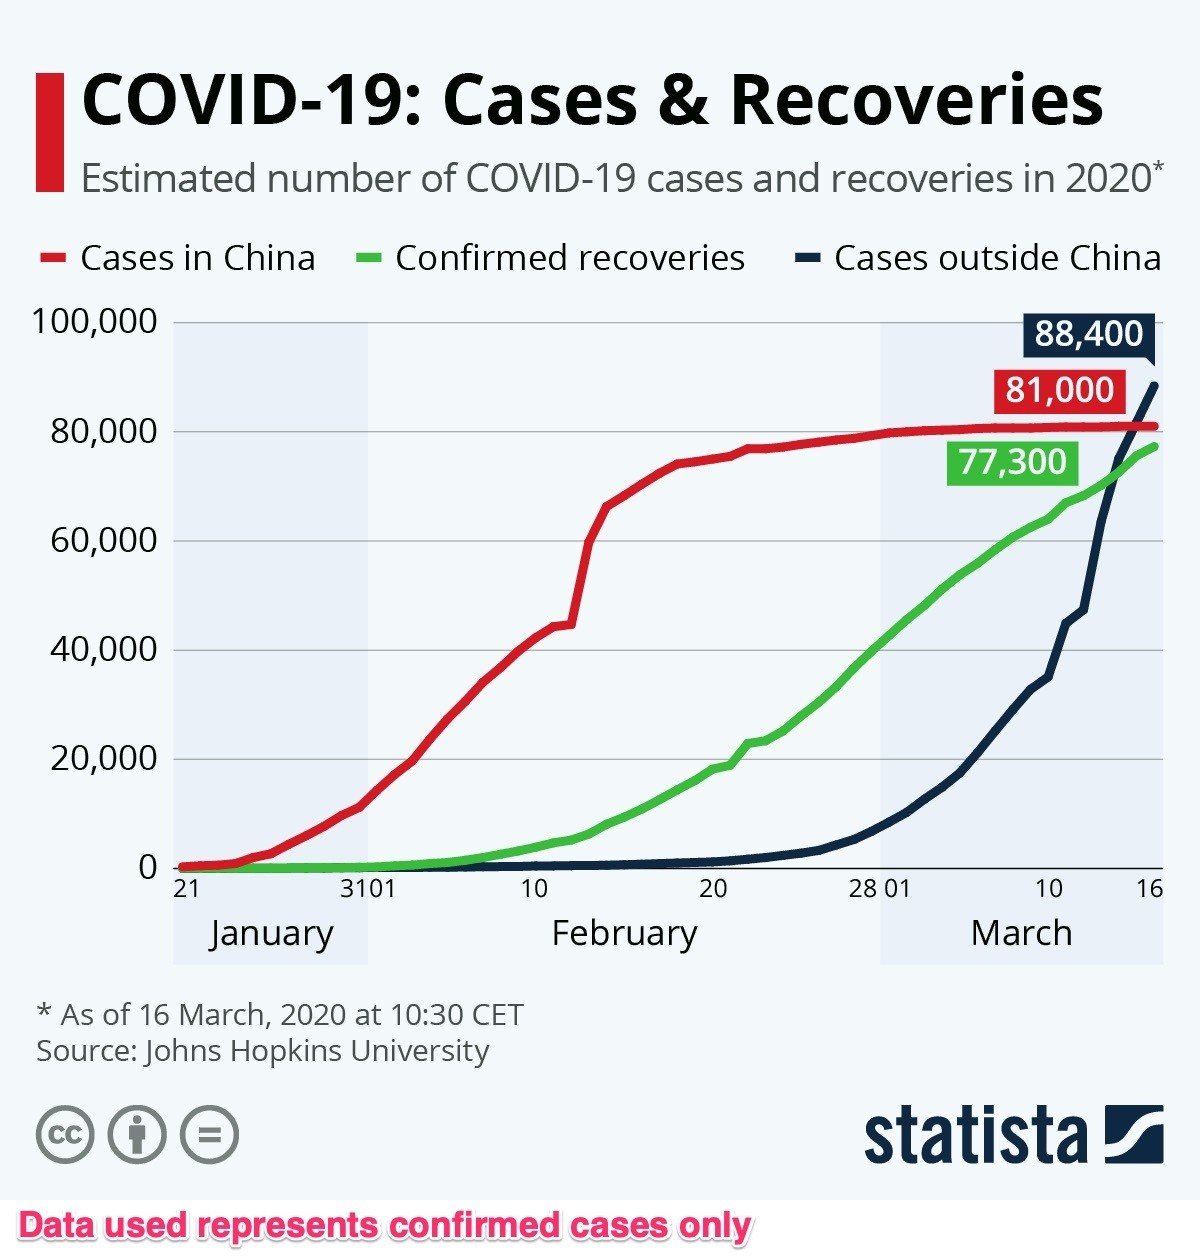 COVID-19: Cases & Recoveries
Estimated number of COVID-19 cases and recoveries in 2020*
Cases in China Confirmed recoveries Cases outside China
100,000
88,400
81,000
80,000
77,300
60,000
40,000
20,000
0
21 31 01 10 20 28 01 10 16
January February March
* As of 16 March, 2020 at 10:30 CET
Source: Johns Hopkins University
cc =
statista
Data used represents confirmed cases only